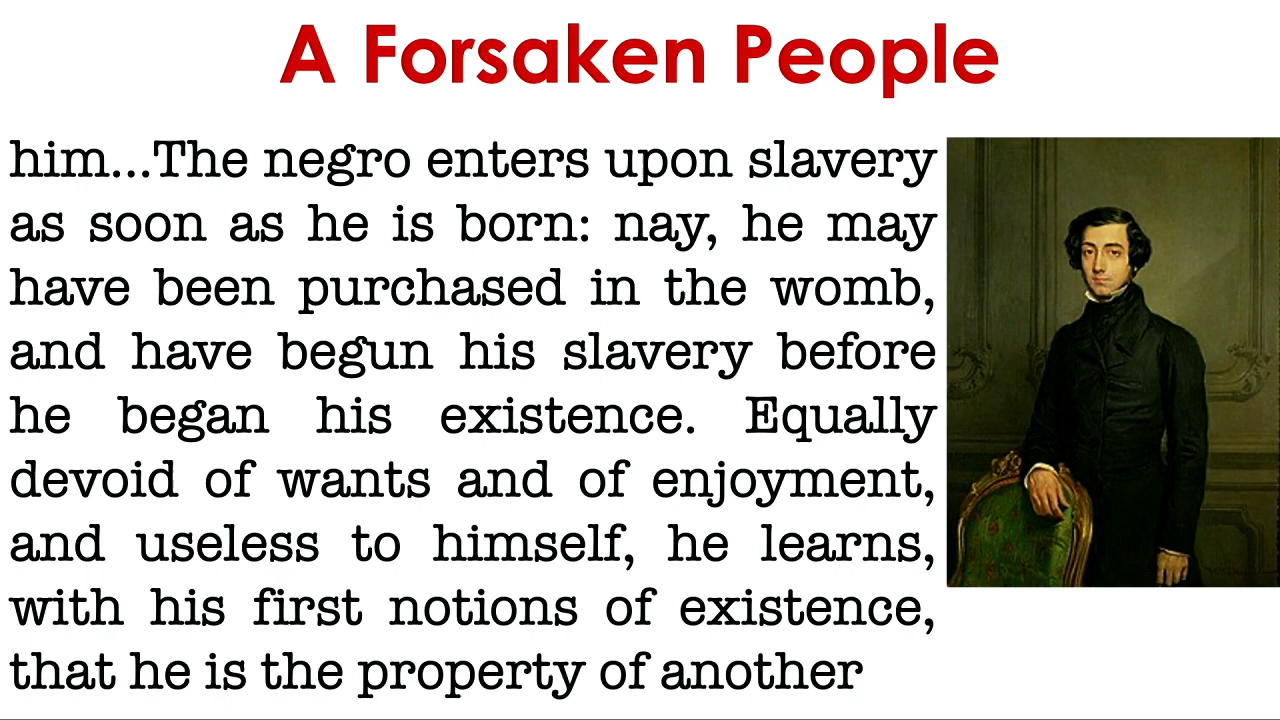 A Forsaken People
him...The negro enters upon slavery
as soon as he is born: nay, he may
have been purchased in the womb,
and have begun his slavery before
he began his existence. Equally
devoid of wants and of enjoyment,
and useless to himself, he learns,
with his first notions of existence,
that he is the property of another